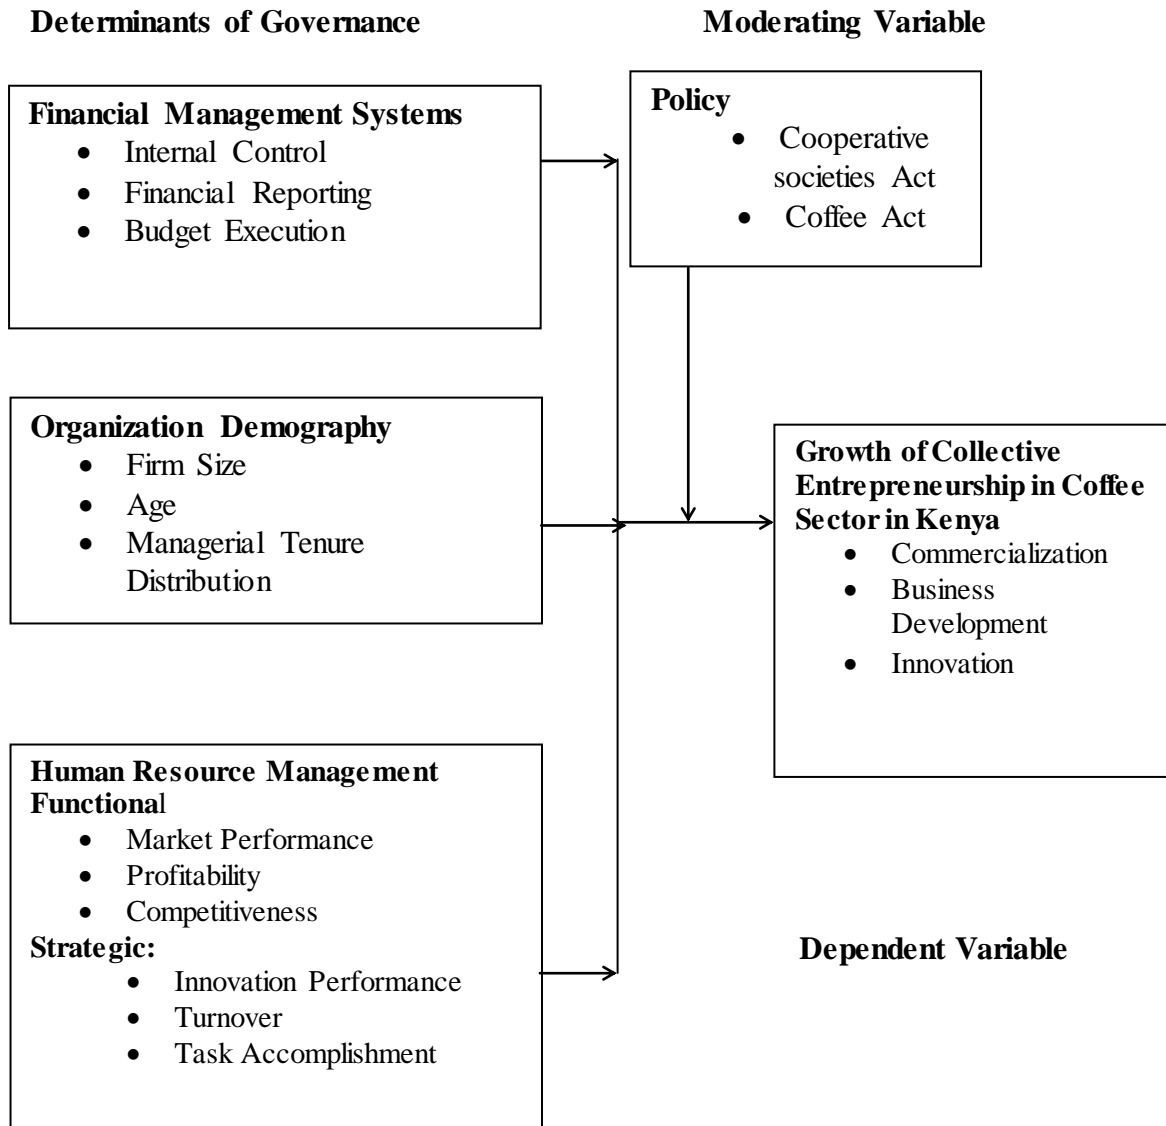 Determinants of Governance
Moderating Variable
Financial Management Systems
• Internal Control
• Financial Reporting
• Budget Execution
Policy
• Cooperative
societies Act
• Coffee Act
Organization Demography
• Firm Size
• Age
• Managerial Tenure
Distribution
Growth of Collective
Entrepreneurship in Coffee
Sector in Kenya
• Commercialization
• Business
Development
• Innovation
Human Resource Management
Functional
• Market Performance
• Profitability
• Competitiveness
Strategic:
• Innovation Performance
• Turnover
• Task Accomplishment
Dependent Variable